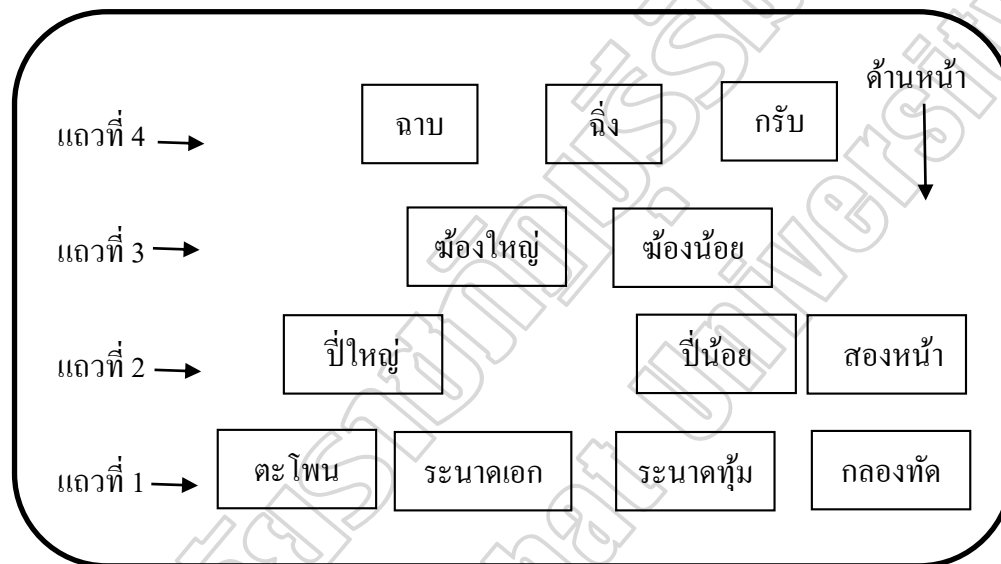 ด้านหน้า
แถวที่ 4 ฉาบ ฉิ่ง กรับ
แถวที่ 3 ฆ้องใหญ่ ฆ้องน้อย
แถวที่ 2 ปี่ใหญ่ ปี่น้อย สองหน้า
แถวที่ 1 ตะโพน ระนาดเอก ระนาดทุ้ม กลองทัด